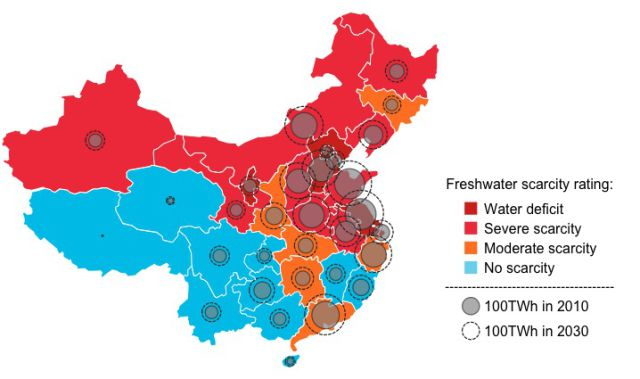 Freshwater scarcity rating:
Water deficit
Severe scarcity
Moderate scarcity
No scarcity
100TWh in 2010
100TWh in 2030